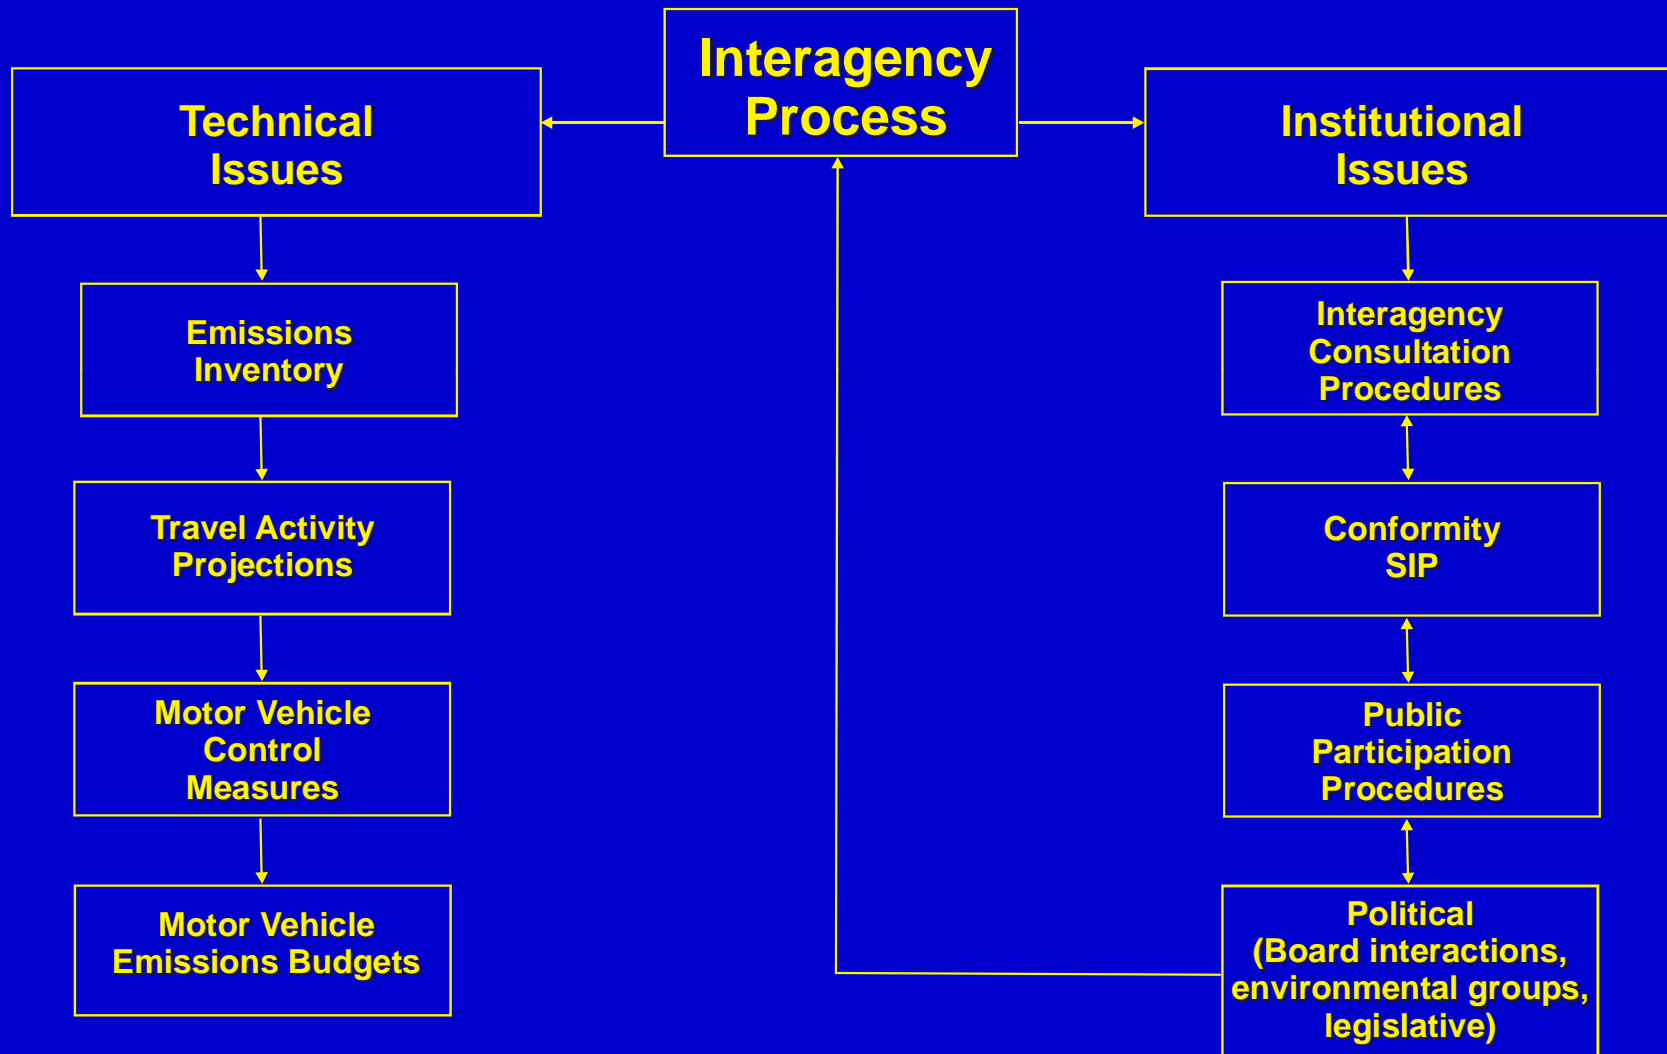 Interagency
Process
Technical
Issues
Institutional
Issues
Emissions
Inventory
Travel Activity
Projections
Motor Vehicle
Control
Measures
Motor Vehicle
Emissions Budgets
Interagency
Consultation
Procedures
Conformity
SIP
Public
Participation
Procedures
Political
(Board interactions,
environmental groups,
legislative)